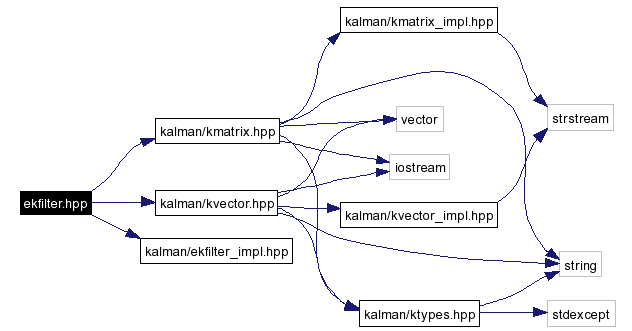 kalman/kmatrix_impl.hpp
strstream
vector
kalman/kmatrix.hpp
iostream
ekfilter.hpp
kalman/kvector.hpp
kalman/kvector_impl.hpp
kalman/ekfilter_impl.hpp
string
kalman/ktypes.hpp
stdexcept